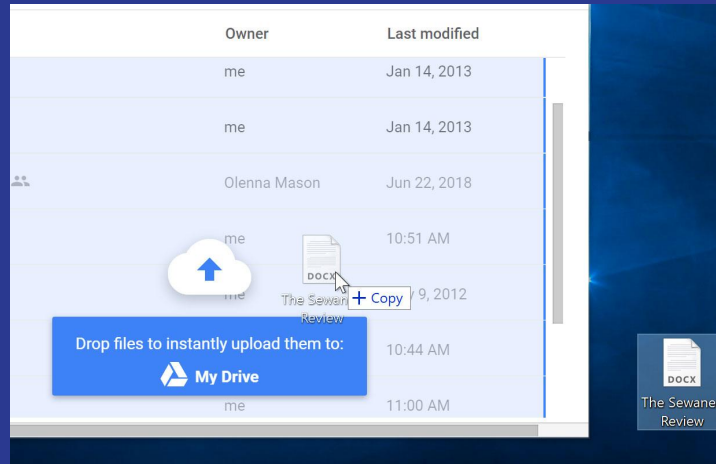 Owner Last modified
me Jan 14, 2013
me Jan 14, 2013
Olenna Mason Jun 22, 2018
me 10:51 AM
DOCX
me 9, 2012
The Sewan
+ Copy
Review
Drop files to instantly upload them to:
My Drive
10:44 AM
me 11:00 AM
DOCX
The Sewane
Review